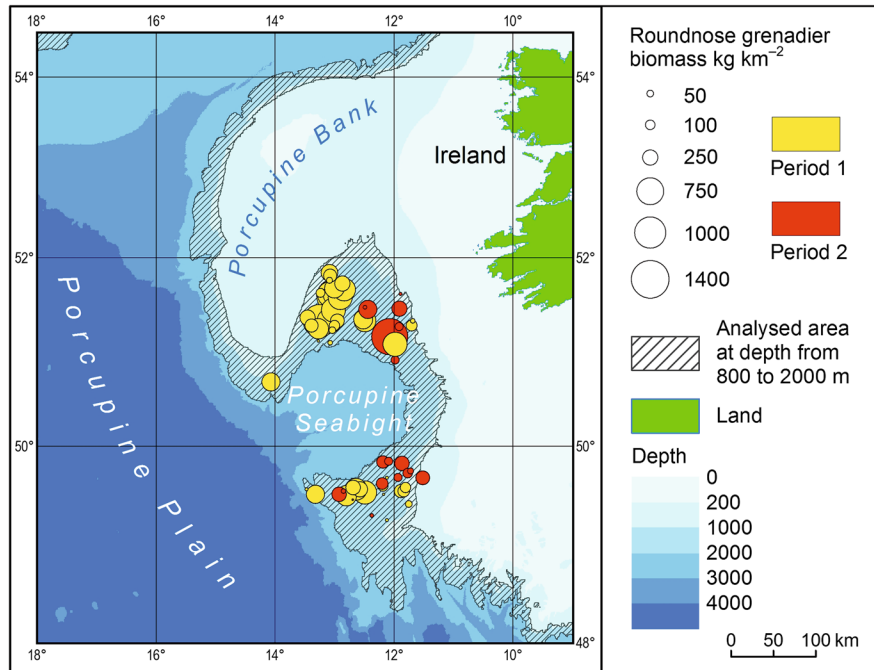 18° 16° 14° 12° 10°
54°
52°
50°
48°
18° 16° 14° 12° 10°
Porcupine Bank
Ireland
Porcupine Plain
Porcupine
Seabight
Roundnose grenadier
biomass kg km⁻²
50
100
250
750
1000
1400
Period 1
Period 2
Analysed area
at depth from
800 to 2000 m
Land
Depth
0
200
1000
2000
3000
4000
0 50 100 km